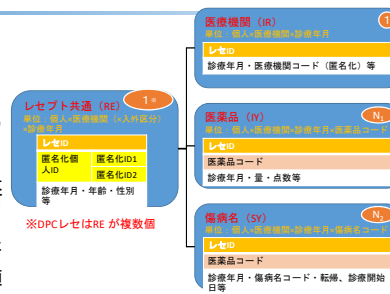 レセプト共通（RE）
1 =
単位：個人×医療機関（×入外区分）
×診療年月
レセID
匿名化個
人ID
匿名化ID1
匿名化ID2
診療年月・年齢・性別
等
※DPCレセはRE が複数個
医療機関（IR）
1
単位：個人×医療機関×診療年月
レセID
診療年月・医療機関コード（匿名化）等
医薬品（IY）
N₁
単位：個人×医療機関×診療年月×医薬品コード
レセID
医薬品コード
診療年月・量・点数等
傷病名（SY）
N₂
単位：個人×医療機関×診療年月×傷病名コード
レセID
医薬品コード
診療年月・傷病名コード・転帰、診療開始
日等